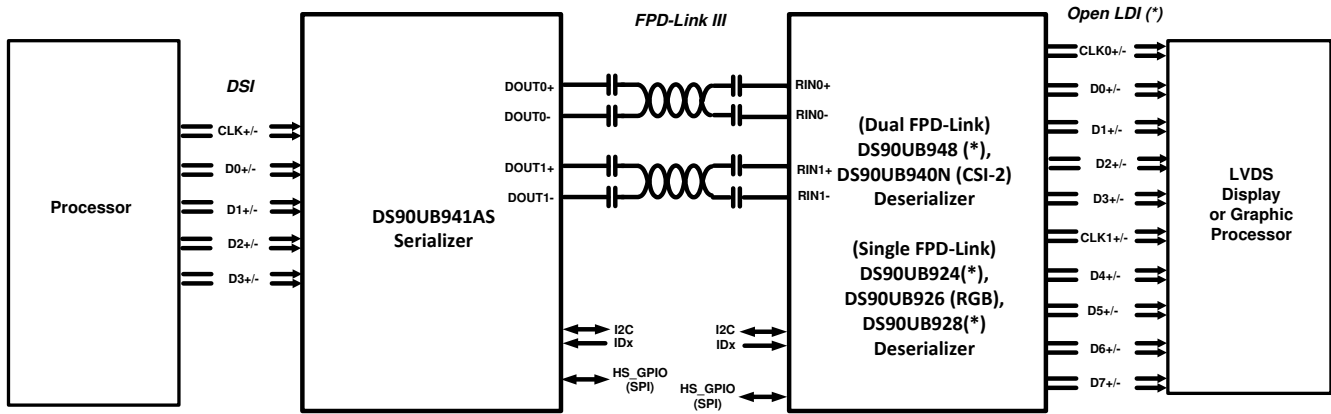 FPD-Link III
Open LDI (*)
DSI
Processor
CLK+/-
D0+/-
D1+/-
D2+/-
D3+/-
DS90UB941AS
Serializer
DOUT0+
DOUT0-
DOUT1+
DOUT1-
I2C
IDx
HS_GPIO
(SPI)
RIN0+
RIN0-
RIN1+
RIN1-
I2C
IDx
HS_GPIO
(SPI)
(Dual FPD-Link)
DS90UB948 (*),
DS90UB940N (CSI-2)
Deserializer
(Single FPD-Link)
DS90UB924(*),
DS90UB926 (RGB),
DS90UB928(*)
Deserializer
CLK0+/-
D0+/-
D1+/-
D2+/-
D3+/-
CLK1+/-
D4+/-
D5+/-
D6+/-
D7+/-
LVDS
Display
or Graphic
Processor